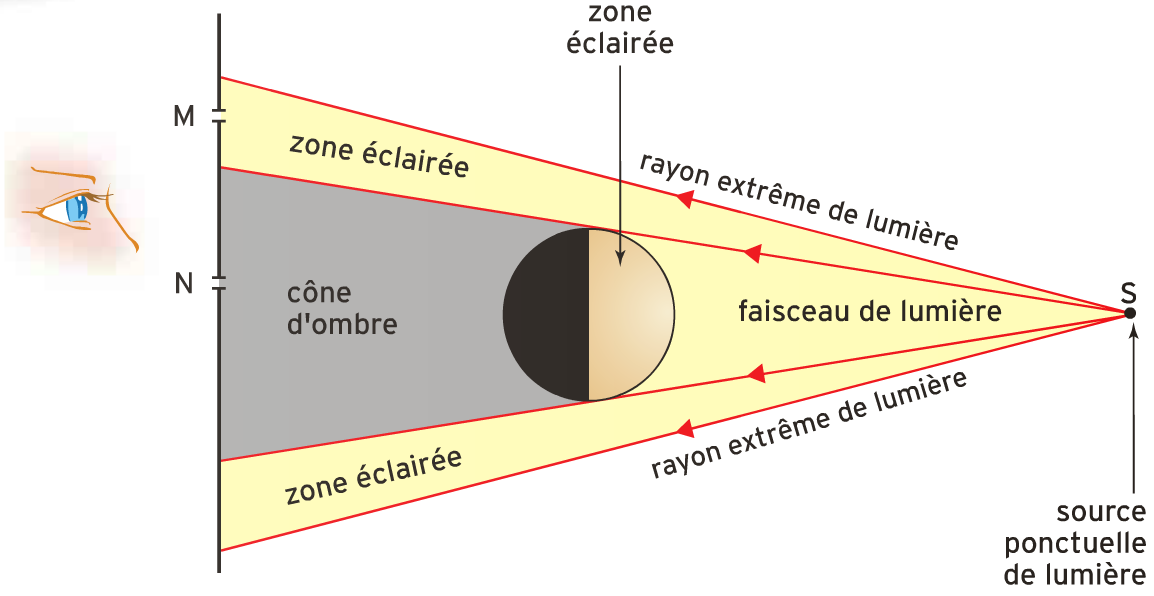 zone
éclairée
M
zone éclairée
rayon extrême de lumière
N
cône
d'ombre
S
faisceau de lumière
zone éclairée
rayon extrême de lumière
source
ponctuelle
de lumière